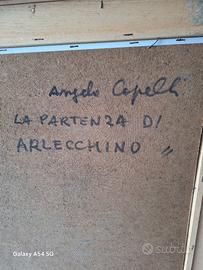 Angelo Capelli
LA PARTENZA DI
ARLECCHINO "
Galaxy A54 5G
subito